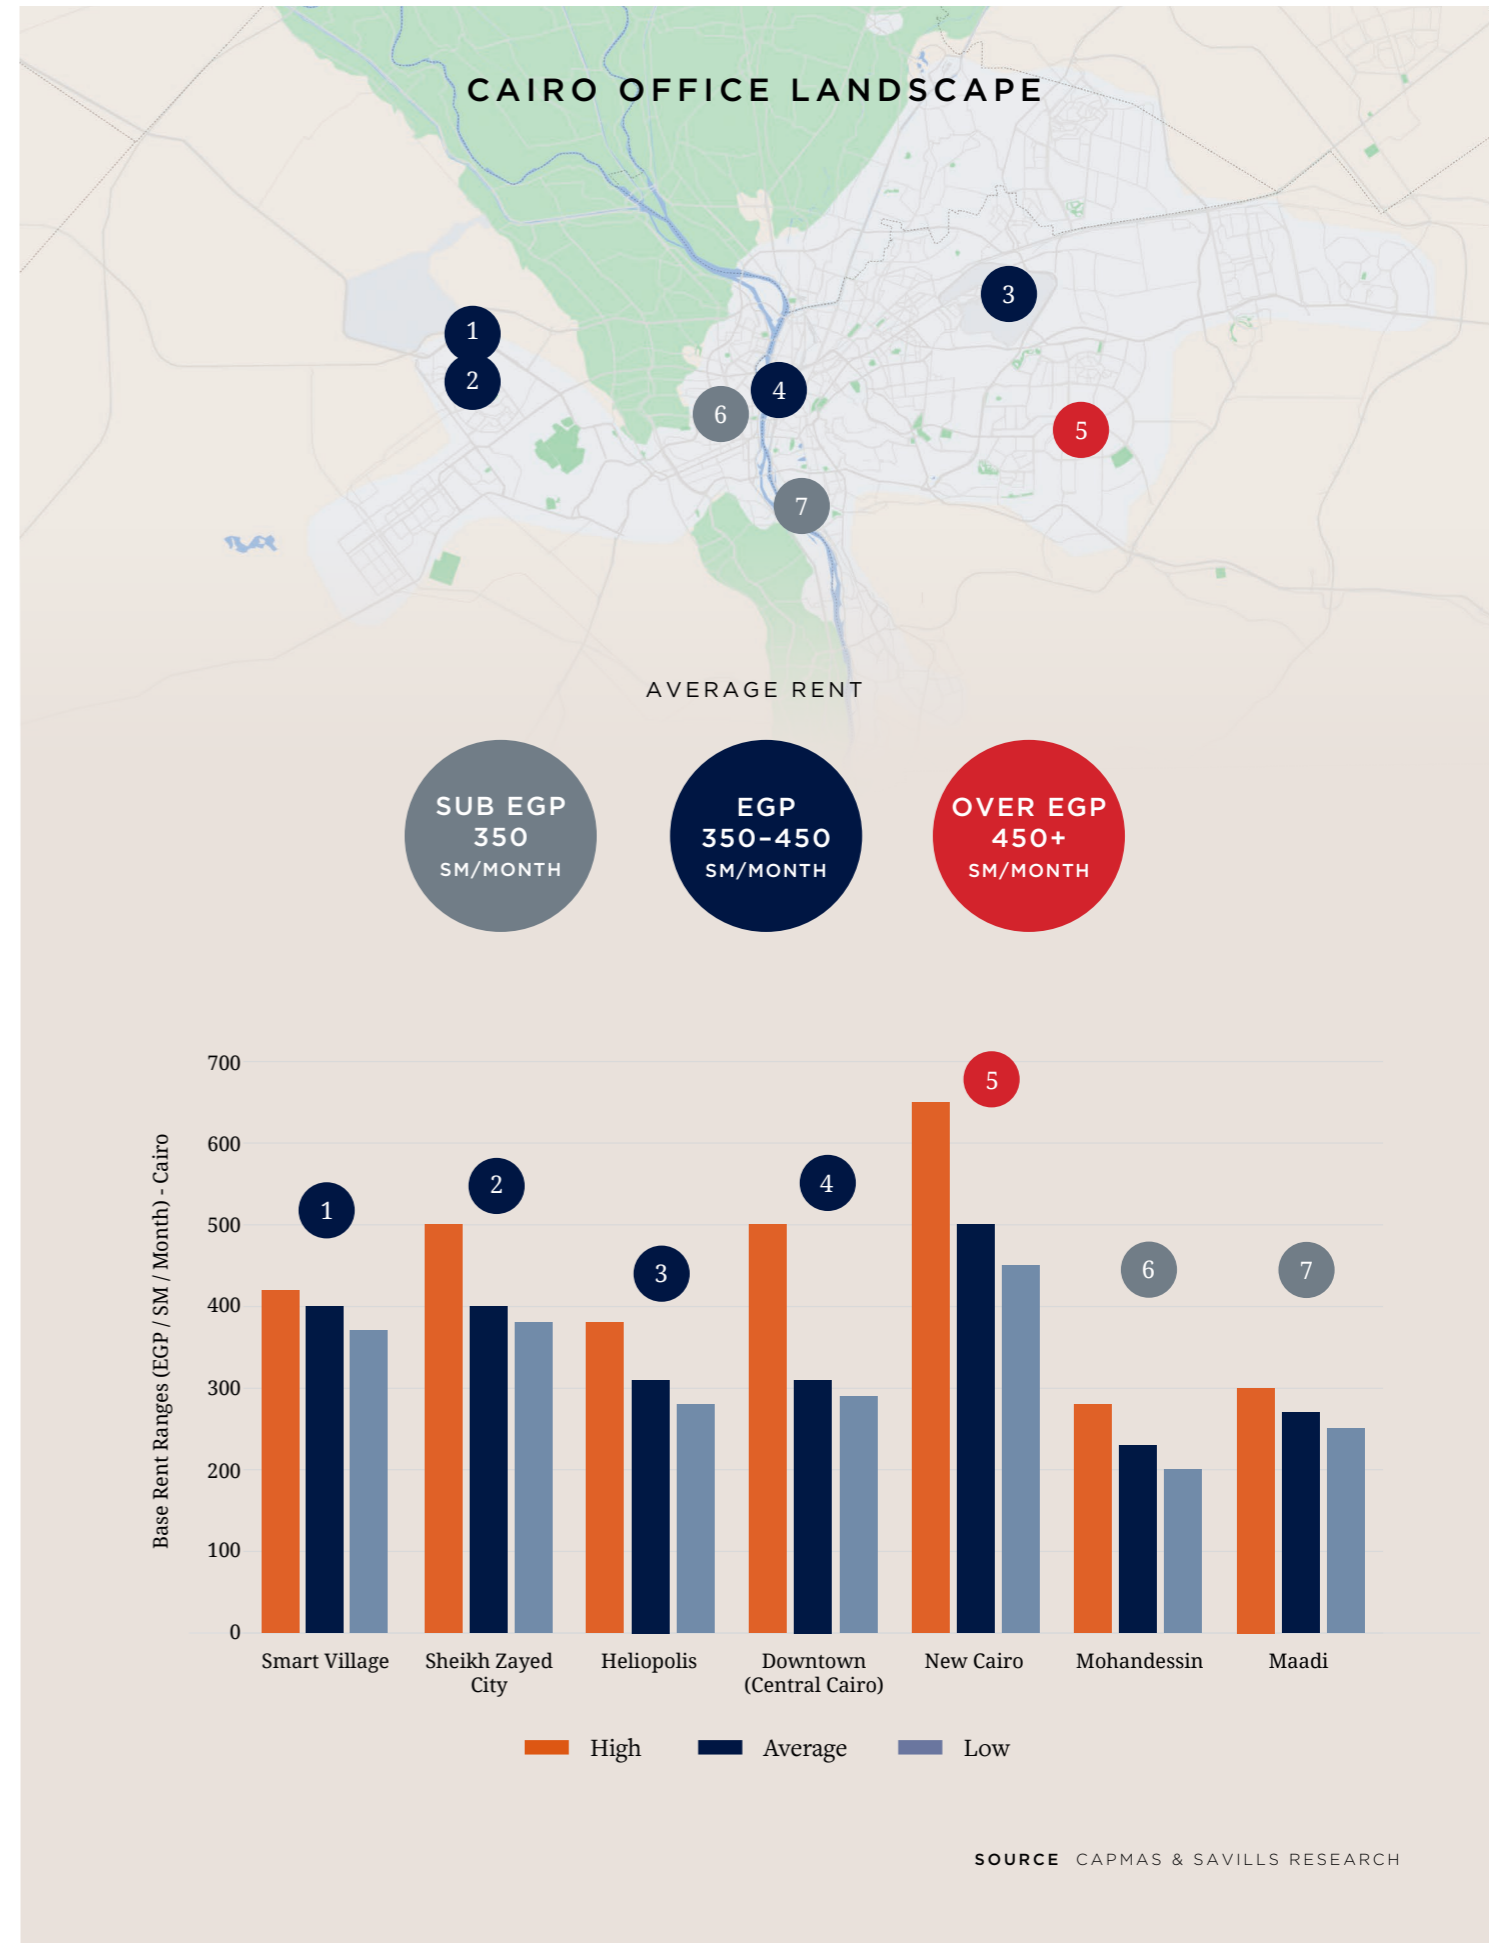 CAIRO OFFICE LANDSCAPE
1
2
3
4
5
6
7
AVERAGE RENT
SUB EGP
350
SM/MONTH
EGP
350–450
SM/MONTH
OVER EGP
450+
SM/MONTH
Base Rent Ranges (EGP / SM / Month) - Cairo
700
600
500
400
300
200
100
0
1
2
3
4
5
6
7
Smart Village
Sheikh Zayed
City
Heliopolis
Downtown
(Central Cairo)
New Cairo
Mohandessin
Maadi
High
Average
Low
SOURCE CAPMAS & SAVILLS RESEARCH